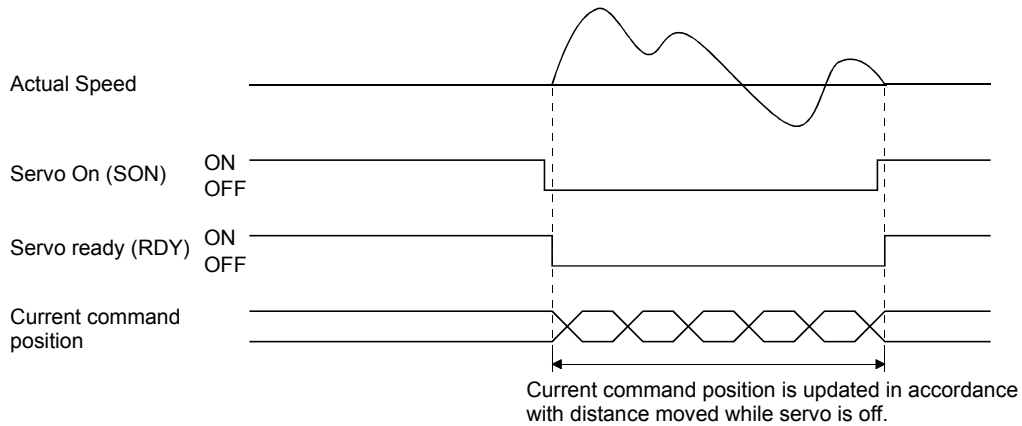 Actual Speed
Servo On (SON)
ON
OFF
Servo ready (RDY)
ON
OFF
Current command
position
Current command position is updated in accordance
with distance moved while servo is off.